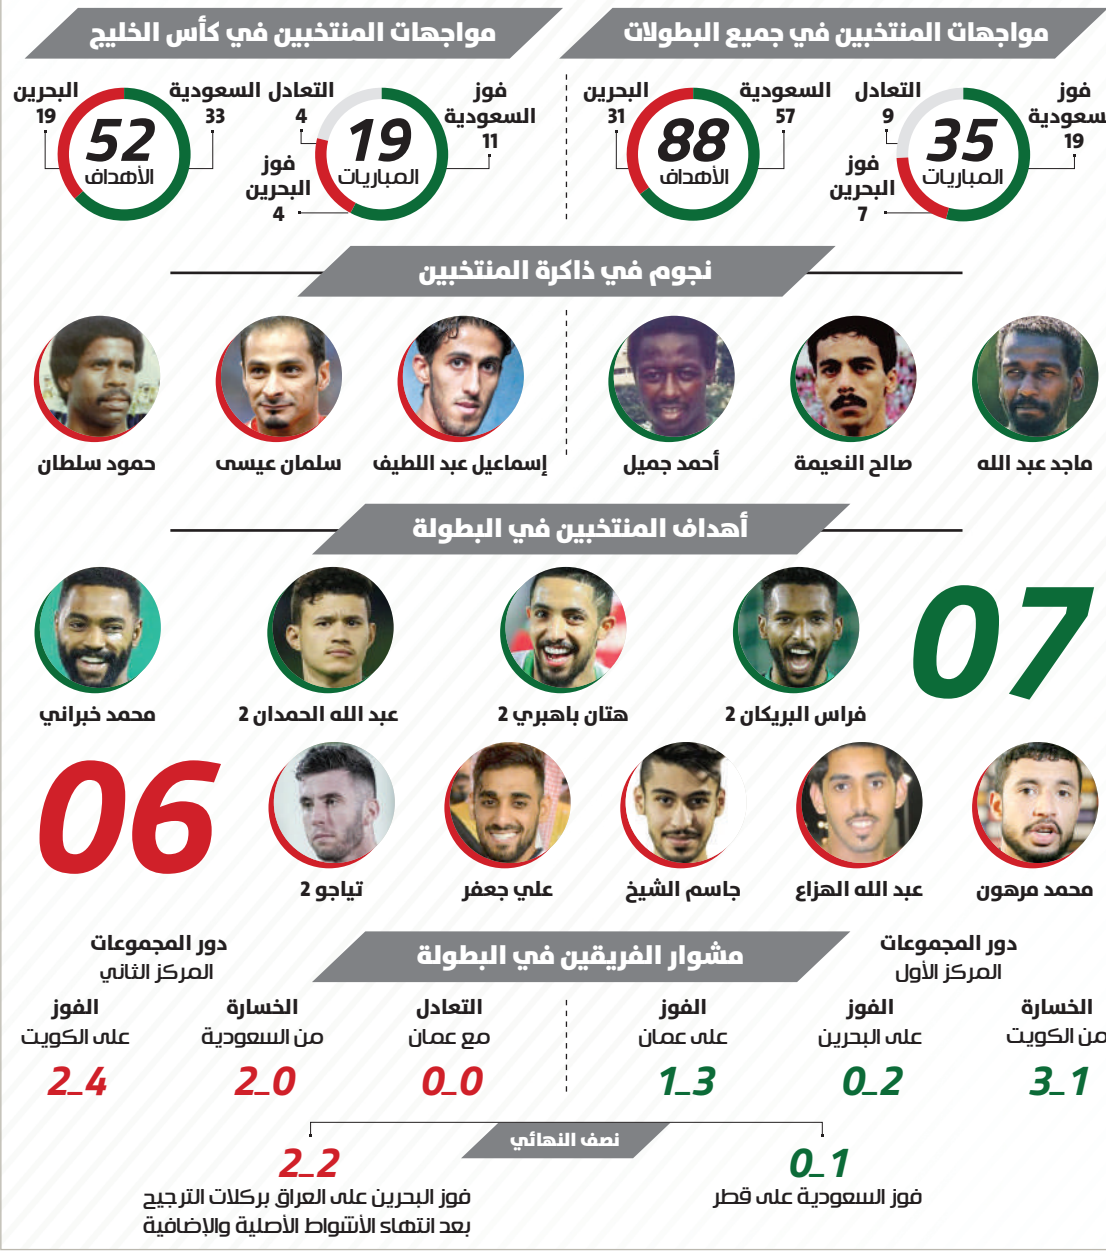 مواجهات المنتخبين في جميع البطولات
فوز
السعودية
19
35
المباريات
التعادل
9
فوز
البحرين
7
السعودية
57
88
الأهداف
البحرين
31
مواجهات المنتخبين في كأس الخليج
فوز
السعودية
11
19
المباريات
التعادل
4
فوز
البحرين
4
السعودية
33
52
الأهداف
البحرين
19
نجوم في ذاكرة المنتخبين
ماجد عبد الله
صالح النعيمة
أحمد جميل
إسماعيل عبد اللطيف
سلمان عيسى
حمود سلطان
أهداف المنتخبين في البطولة
07
فراس البريكان 2
هتان باهبري 2
عبد الله الحمدان 2
محمد خبراني
محمد مرهون
عبد الله الهزاع
جاسم الشيخ
علي جعفر
تياجو 2
06
مشوار الفريقين في البطولة
دور المجموعات
المركز الأول
الخسارة
من الكويت
3_1
الفوز
على البحرين
0_2
الفوز
على عمان
1_3
دور المجموعات
المركز الثاني
التعادل
مع عمان
0_0
الخسارة
من السعودية
2_0
الفوز
على الكويت
2_4
نصف النهائي
0_1
فوز السعودية على قطر
2_2
فوز البحرين على العراق بركلات الترجيح
بعد انتهاء الأشواط الأصلية والإضافية